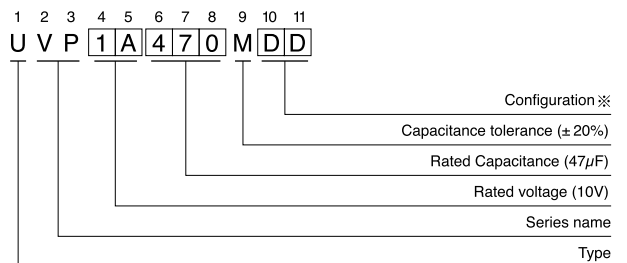 1 2 3 4 5 6 7 8 9 10 11
U V P 1 A 4 7 0 M D D
Configuration※
Capacitance tolerance (± 20%)
Rated Capacitance (47µF)
Rated voltage (10V)
Series name
Type